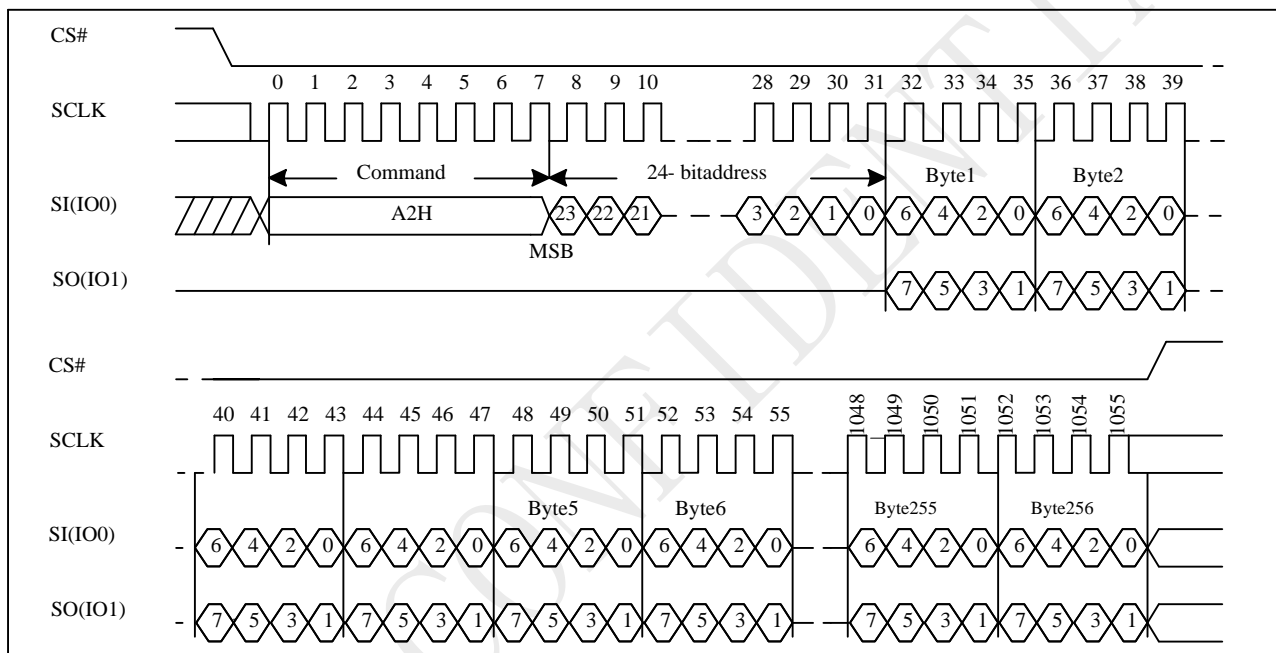 CS#
0 1 2 3 4 5 6 7 8 9 10 28 29 30 31 32 33 34 35 36 37 38 39
SCLK
Command 24- bitaddress Byte1 Byte2
SI(IO0) A2H 23 22 21 3 2 1 0 6 4 2 0 6 4 2 0
MSB
SO(IO1) 7 5 3 1 7 5 3 1
CS#
40 41 42 43 44 45 46 47 48 49 50 51 52 53 54 55 1048 1049 1050 1051 1052 1053 1054 1055
SCLK
Byte5 Byte6 Byte255 Byte256
SI(IO0) 6 4 2 0 6 4 2 0 6 4 2 0 6 4 2 0 6 4 2 0 6 4 2 0
SO(IO1) 7 5 3 1 7 5 3 1 7 5 3 1 7 5 3 1 7 5 3 1 7 5 3 1